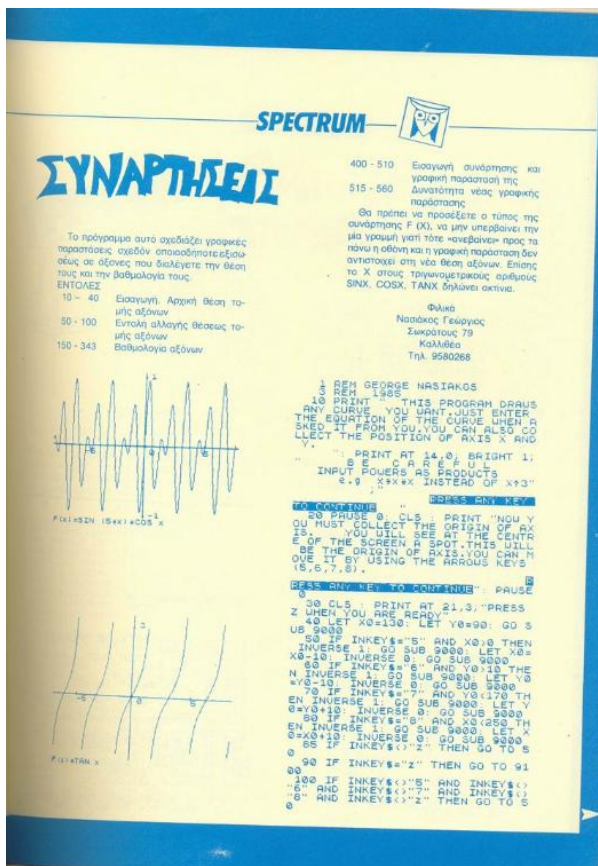 SPECTRUM
ΣΥΝΑΡΤΗΣΕΙΣ
Το πρόγραμμα αυτό σχεδιάζει γραφικές
παραστάσεις σχεδόν οποιασδήποτε εξισώ-
σεως σε άξονες που διαλέγετε την θέση
τους και την βαθμολογία τους.
ΕΝΤΟΛΕΣ
10 - 40 Εισαγωγή. Αρχική θέση το-
μής αξόνων
50 - 100 Εντολή αλλαγής θέσεως το-
μής αξόνων
150 - 343 Βαθμολογία αξόνων
1
-5
0
5
-1
F(x)=SIN (5*x)*COS X
-5
0
5
F(x)=TAN X
400 - 510 Εισαγωγή συνάρτησης και
γραφική παράστασή της
515 - 560 Δυνατότητα νέας γραφικής
παράστασης
Θα πρέπει να προσέξετε ο τύπος της
συνάρτησης F (X), να μην υπερβαίνει την
μία γραμμή γιατί τότε «ανεβαίνει» προς τα
πάνω η οθόνη και η γραφική παράσταση δεν
αντιστοιχεί στη νέα θέση αξόνων. Επίσης
το X στους τριγωνομετρικούς αριθμούς
SINX, COSX, TANX δηλώνει ακτίνια.
Φιλικά
Νασιάκος Γεώργιος
Σωκράτους 79
Καλλιθέα
Τηλ. 9580268
1 REM GEORGE NASIAKOS
3 REM 1985
10 PRINT " THIS PROGRAM DRAWS
ANY CURVE YOU WANT.JUST ENTER
THE EQUATION OF THE CURVE WHEN A
SKED IT FROM YOU.YOU CAN ALSO CO
LLECT THE POSITION OF AXIS X AND
Y.
": PRINT AT 14,0; BRIGHT 1;
" B E C A R E F U L
INPUT POWERS AS PRODUCTS
e.g X*X*X INSTEAD OF X↑3"
;" PRESS ANY KEY
TO CONTINUE "
20 PAUSE 0: CLS : PRINT "NOW Y
OU MUST COLLECT THE ORIGIN OF AX
IS. YOU WILL SEE AT THE CENTR
E OF THE SCREEN A SPOT.THIS WILL
BE THE ORIGIN OF AXIS.YOU CAN M
OVE IT BY USING THE ARROWS KEYS
(5,6,7,8).
P
RESS ANY KEY TO CONTINUE": PAUSE
0
30 CLS : PRINT AT 21,3;"PRESS
Z WHEN YOU ARE READY"
40 LET X0=130: LET Y0=90: GO S
UB 9000
50 IF INKEY$="5" AND X0>0 THEN
INVERSE 1: GO SUB 9000: LET X0=
X0-10: INVERSE 0: GO SUB 9000
60 IF INKEY$="6" AND Y0>10 THE
N INVERSE 1: GO SUB 9000: LET Y0
=Y0-10: INVERSE 0: GO SUB 9000
70 IF INKEY$="7" AND Y0<170 TH
EN INVERSE 1: GO SUB 9000: LET Y
0=Y0+10: INVERSE 0: GO SUB 9000
80 IF INKEY$="8" AND X0<250 TH
EN INVERSE 1: GO SUB 9000: LET X
0=X0+10: INVERSE 0: GO SUB 9000
85 IF INKEY$<>"z" THEN GO TO 5
0
90 IF INKEY$="z" THEN GO TO 91
00
100 IF INKEY$<>"5" AND INKEY$<>
"6" AND INKEY$<>"7" AND INKEY$<>
"8" AND INKEY$<>"z" THEN GO TO 5
0